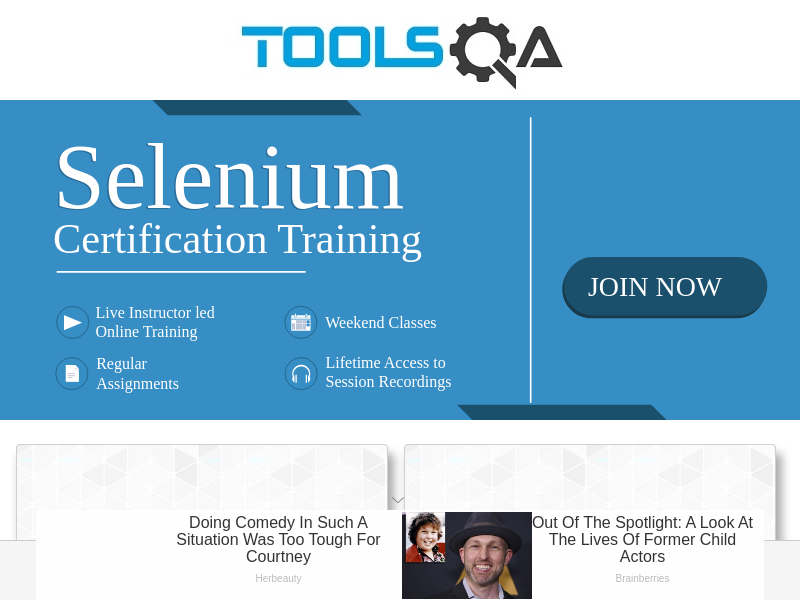 TOOLSQA
Selenium
Certification Training
JOIN NOW
Live Instructor led
Online Training
Weekend Classes
Regular
Assignments
Lifetime Access to
Session Recordings
Doing Comedy In Such A
Situation Was Too Tough For
Courtney
Herbeauty
Out Of The Spotlight: A Look At
The Lives Of Former Child
Actors
Brainberries